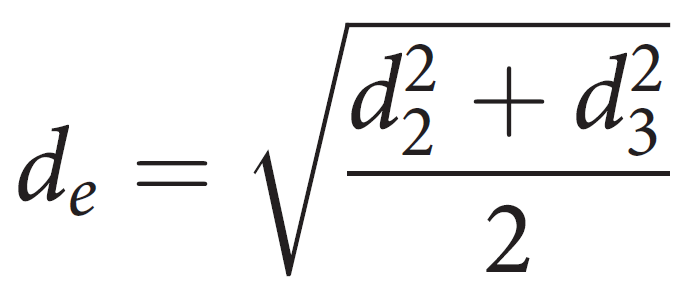 d_e = \sqrt{\frac{d_2^2 + d_3^2}{2}}